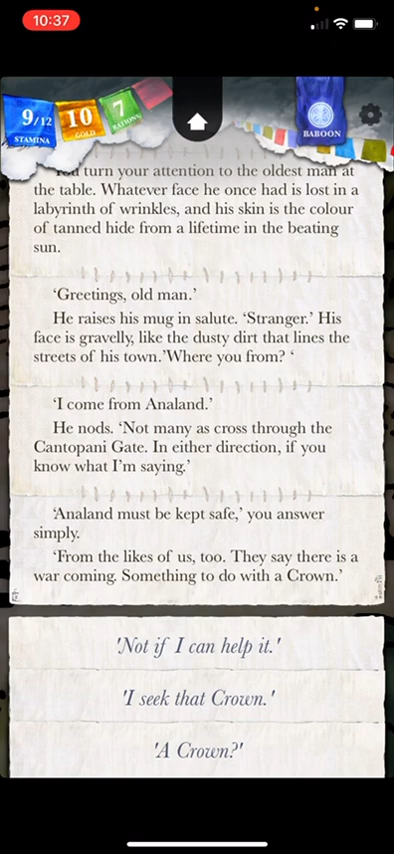 10:37
9/12
STAMINA
10
GOLD
7
RATIONS
BABOON
You turn your attention to the oldest man at
the table. Whatever face he once had is lost in a
labyrinth of wrinkles, and his skin is the colour
of tanned hide from a lifetime in the beating
sun.
‘Greetings, old man.’
He raises his mug in salute. ‘Stranger.’ His
face is gravelly, like the dusty dirt that lines the
streets of his town.’Where you from? ‘
‘I come from Analand.’
He nods. ‘Not many as cross through the
Cantopani Gate. In either direction, if you
know what I’m saying.’
‘Analand must be kept safe,’ you answer
simply.
‘From the likes of us, too. They say there is a
war coming. Something to do with a Crown.’
'Not if I can help it.'
'I seek that Crown.'
'A Crown?'